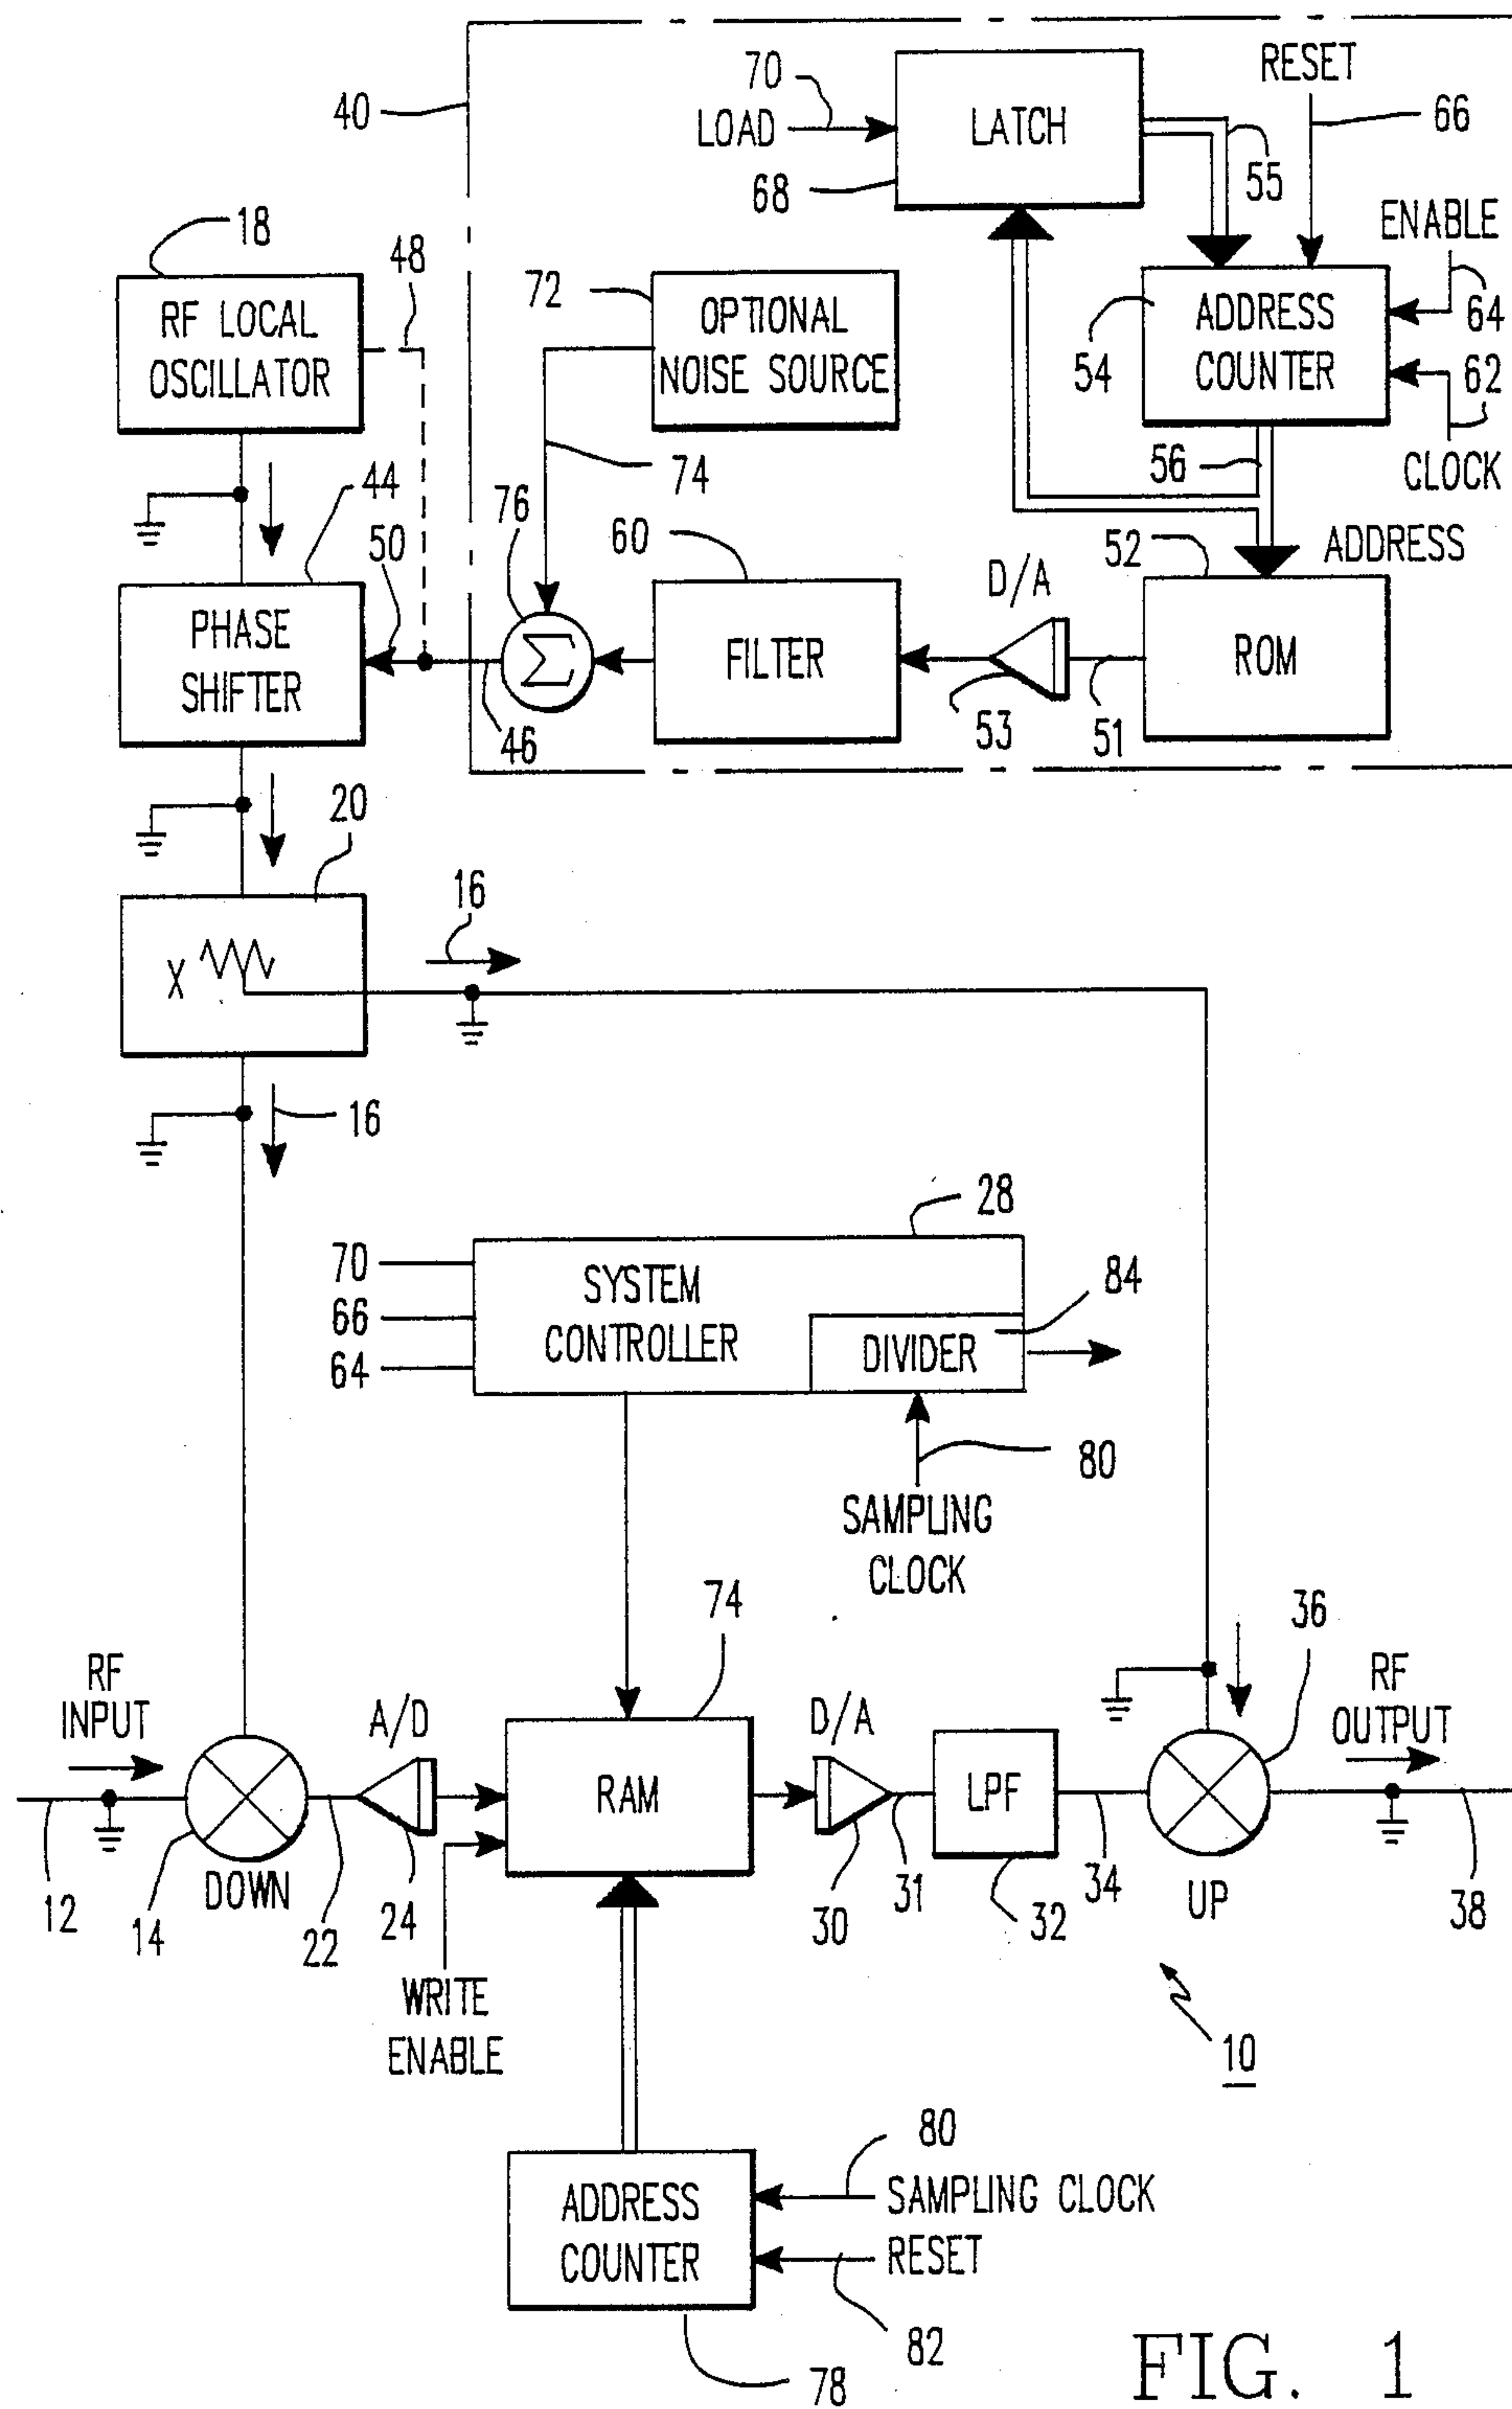 40
70
LOAD
LATCH
68
RESET
66
55
ENABLE
64
18
RF LOCAL
OSCILLATOR
48
72
OPTIONAL
NOISE SOURCE
54
ADDRESS
COUNTER
62
CLOCK
74
56
44
50
76
60
D/A
52
ADDRESS
PHASE
SHIFTER
Σ
FILTER
ROM
46
53
51
20
X
16
16
28
70
66
64
SYSTEM
CONTROLLER
84
DIVIDER
80
SAMPLING
CLOCK
74
36
RF
INPUT
A/D
RAM
D/A
LPF
RF
OUTPUT
12
14
DOWN
22
24
30
31
32
34
UP
38
WRITE
ENABLE
10
80
ADDRESS
COUNTER
SAMPLING CLOCK
RESET
82
78
FIG. 1